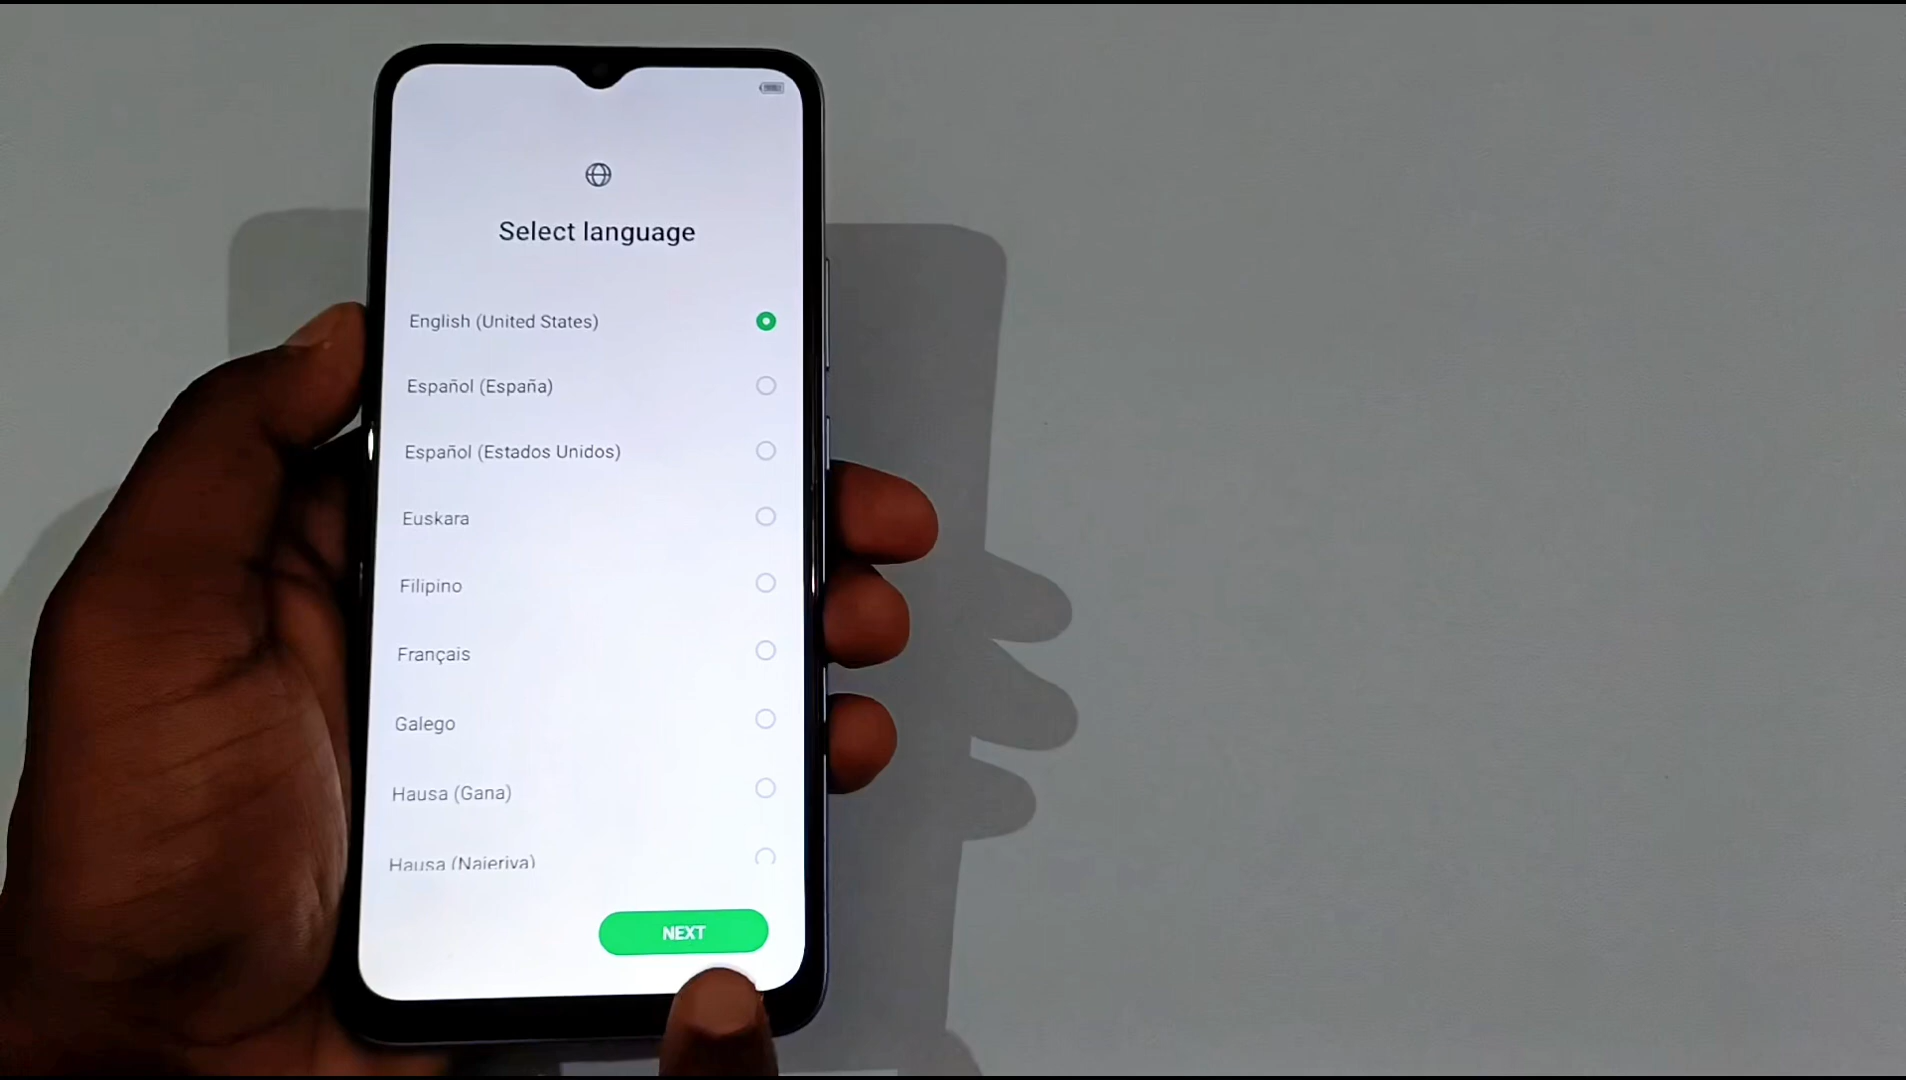 Select language
English (United States)
Español (España)
Español (Estados Unidos)
Euskara
Filipino
Français
Galego
Hausa (Gana)
Hausa (Najeriya)
NEXT